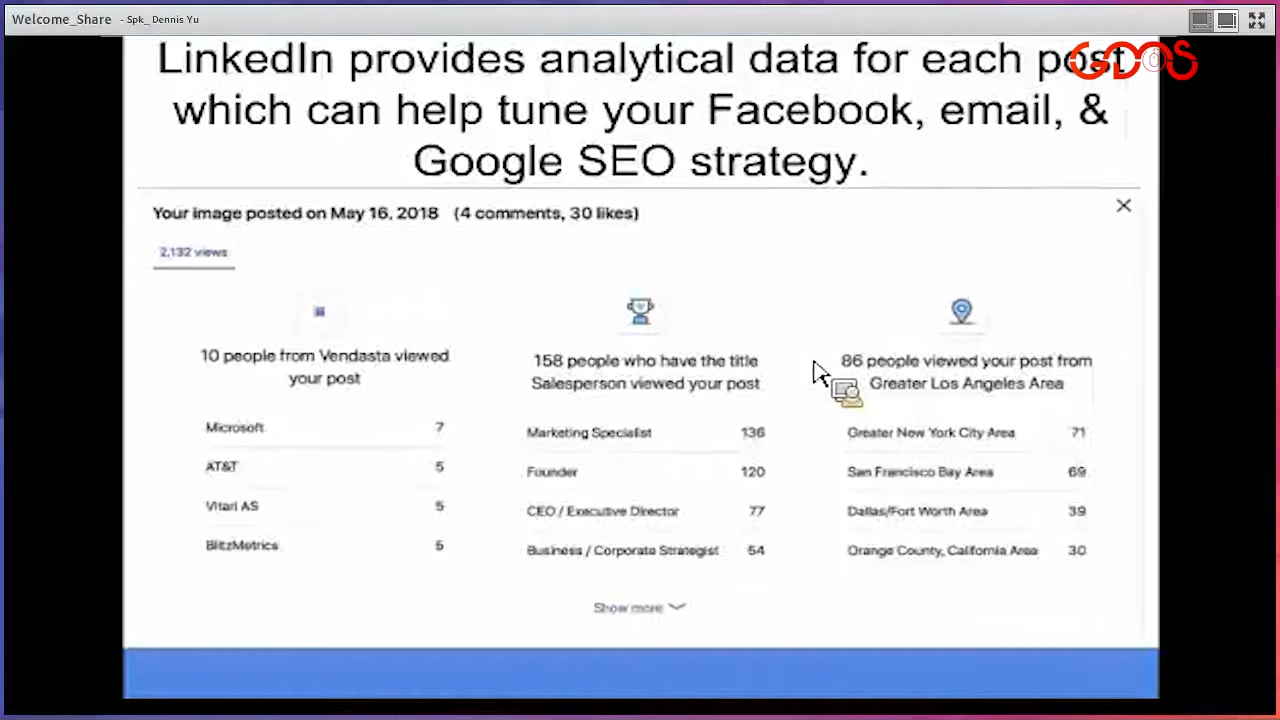 Welcome_Share - Spk_ Dennis Yu
GDOS
LinkedIn provides analytical data for each post
which can help tune your Facebook, email, &
Google SEO strategy.
Your image posted on May 16, 2018 (4 comments, 30 likes)
2,132 views
10 people from Vendasta viewed
your post
Microsoft 7
AT&T 5
Vitari AS 5
BlitzMetrics 5
158 people who have the title
Salesperson viewed your post
Marketing Specialist 136
Founder 120
CEO / Executive Director 77
Business / Corporate Strategist 54
86 people viewed your post from
Greater Los Angeles Area
Greater New York City Area 71
San Francisco Bay Area 69
Dallas/Fort Worth Area 39
Orange County, California Area 30
Show more